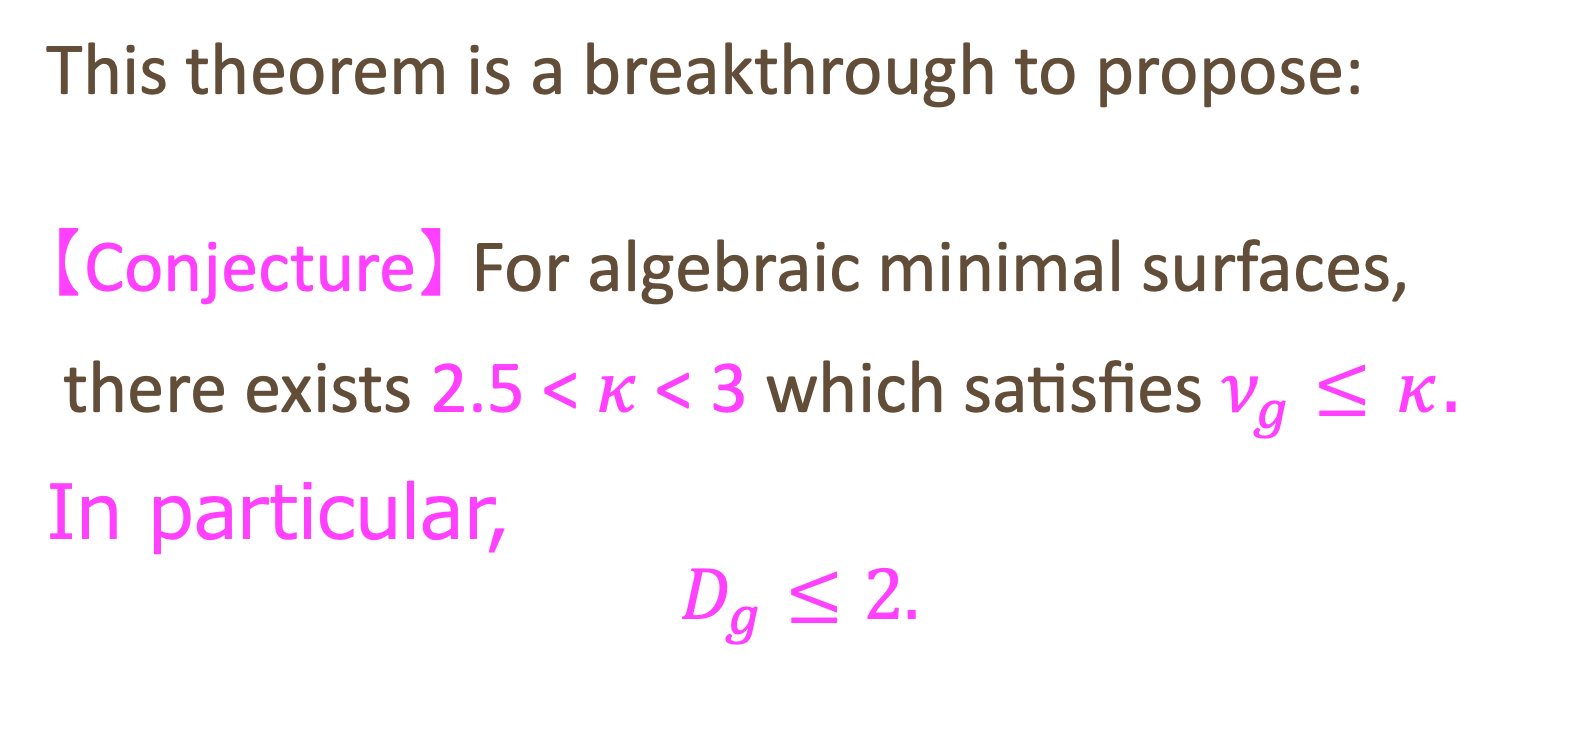 This theorem is a breakthrough to propose:
【Conjecture】For algebraic minimal surfaces,
there exists 2.5 < κ < 3 which satisfies ν_g ≤ κ.
In particular,
D_g ≤ 2.